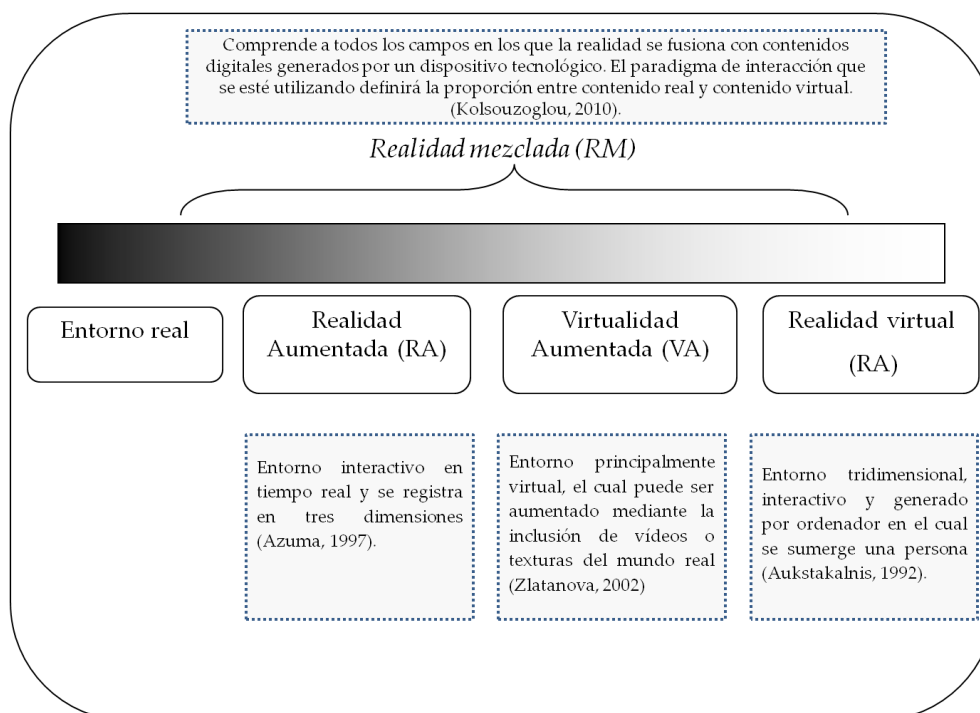 Comprende a todos los campos en los que la realidad se fusiona con contenidos
digitales generados por un dispositivo tecnológico. El paradigma de interacción que
se esté utilizando definirá la proporción entre contenido real y contenido virtual.
(Kolsouzoglou, 2010).
Realidad mezclada (RM)
Entorno real
Realidad
Aumentada (RA)
Virtualidad
Aumentada (VA)
Realidad virtual
(RA)
Entorno interactivo en
tiempo real y se registra
en tres dimensiones
(Azuma, 1997).
Entorno principalmente
virtual, el cual puede ser
aumentado mediante la
inclusión de vídeos o
texturas del mundo real
(Zlatanova, 2002)
Entorno tridimensional,
interactivo y generado
por ordenador en el cual
se sumerge una persona
(Aukstakalnis, 1992).